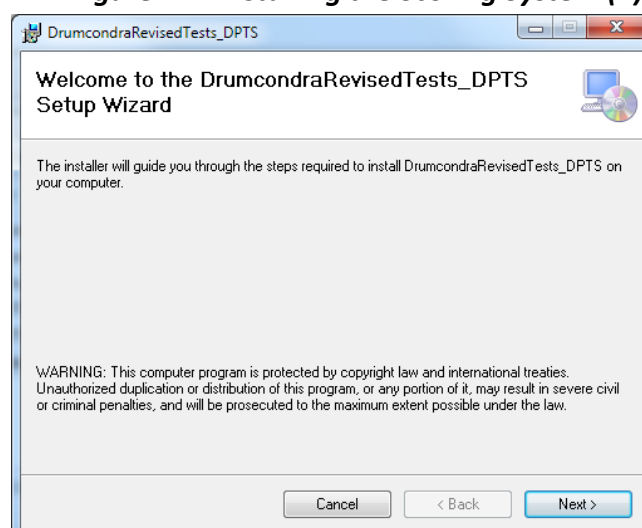 DrumcondraRevisedTests_DPTS
Welcome to the DrumcondraRevisedTests_DPTS
Setup Wizard
The installer will guide you through the steps required to install DrumcondraRevisedTests_DPTS on
your computer.
WARNING: This computer program is protected by copyright law and international treaties.
Unauthorized duplication or distribution of this program, or any portion of it, may result in severe civil
or criminal penalties, and will be prosecuted to the maximum extent possible under the law.
Cancel
< Back
Next >